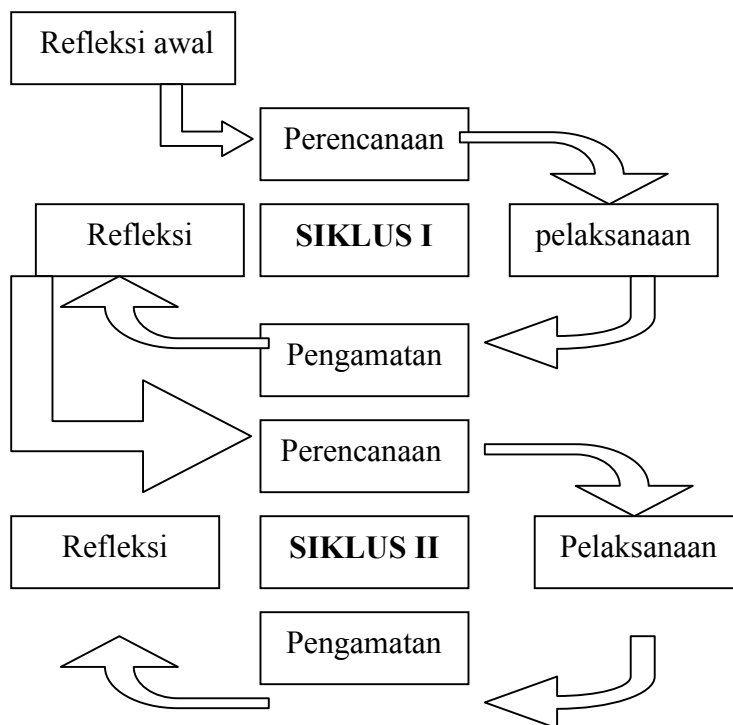 Refleksi awal
Perencanaan
Refleksi
SIKLUS I
pelaksanaan
Pengamatan
Perencanaan
Refleksi
SIKLUS II
Pelaksanaan
Pengamatan